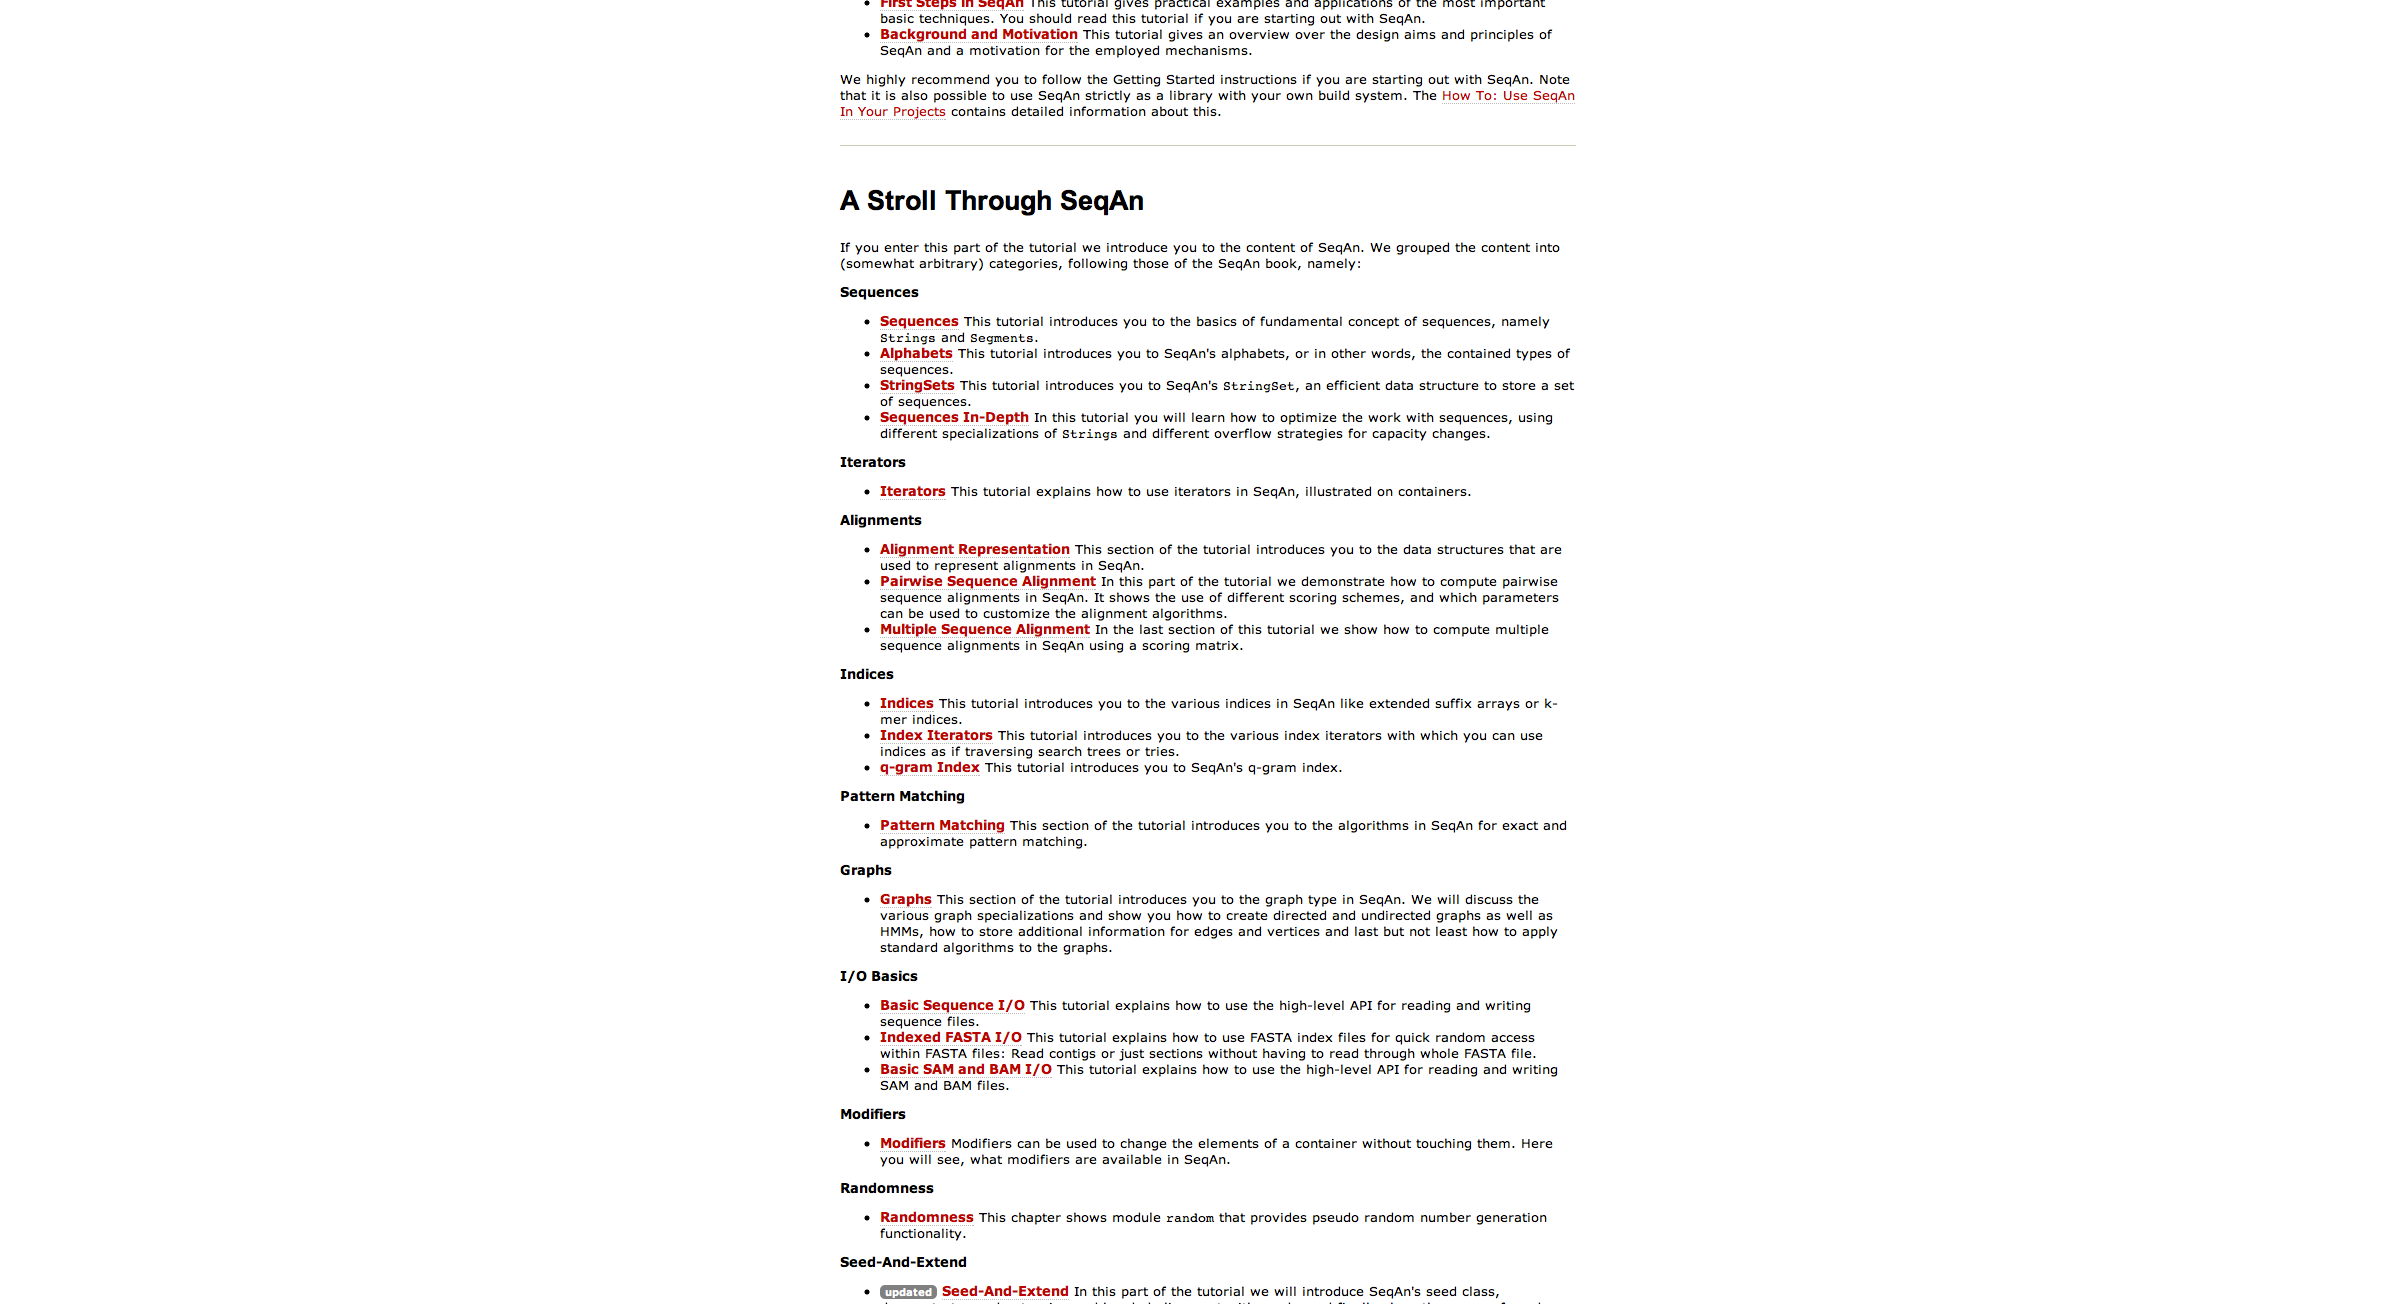 First Steps in SeqAn This tutorial gives practical examples and applications of the most important
basic techniques. You should read this tutorial if you are starting out with SeqAn.
Background and Motivation This tutorial gives an overview over the design aims and principles of
SeqAn and a motivation for the employed mechanisms.
We highly recommend you to follow the Getting Started instructions if you are starting out with SeqAn. Note
that it is also possible to use SeqAn strictly as a library with your own build system. The How To: Use SeqAn
In Your Projects contains detailed information about this.
A Stroll Through SeqAn
If you enter this part of the tutorial we introduce you to the content of SeqAn. We grouped the content into
(somewhat arbitrary) categories, following those of the SeqAn book, namely:
Sequences
Sequences This tutorial introduces you to the basics of fundamental concept of sequences, namely
Strings and Segments.
Alphabets This tutorial introduces you to SeqAn's alphabets, or in other words, the contained types of
sequences.
StringSets This tutorial introduces you to SeqAn's StringSet, an efficient data structure to store a set
of sequences.
Sequences In-Depth In this tutorial you will learn how to optimize the work with sequences, using
different specializations of Strings and different overflow strategies for capacity changes.
Iterators
Iterators This tutorial explains how to use iterators in SeqAn, illustrated on containers.
Alignments
Alignment Representation This section of the tutorial introduces you to the data structures that are
used to represent alignments in SeqAn.
Pairwise Sequence Alignment In this part of the tutorial we demonstrate how to compute pairwise
sequence alignments in SeqAn. It shows the use of different scoring schemes, and which parameters
can be used to customize the alignment algorithms.
Multiple Sequence Alignment In the last section of this tutorial we show how to compute multiple
sequence alignments in SeqAn using a scoring matrix.
Indices
Indices This tutorial introduces you to the various indices in SeqAn like extended suffix arrays or k-
mer indices.
Index Iterators This tutorial introduces you to the various index iterators with which you can use
indices as if traversing search trees or tries.
q-gram Index This tutorial introduces you to SeqAn's q-gram index.
Pattern Matching
Pattern Matching This section of the tutorial introduces you to the algorithms in SeqAn for exact and
approximate pattern matching.
Graphs
Graphs This section of the tutorial introduces you to the graph type in SeqAn. We will discuss the
various graph specializations and show you how to create directed and undirected graphs as well as
HMMs, how to store additional information for edges and vertices and last but not least how to apply
standard algorithms to the graphs.
I/O Basics
Basic Sequence I/O This tutorial explains how to use the high-level API for reading and writing
sequence files.
Indexed FASTA I/O This tutorial explains how to use FASTA index files for quick random access
within FASTA files: Read contigs or just sections without having to read through whole FASTA file.
Basic SAM and BAM I/O This tutorial explains how to use the high-level API for reading and writing
SAM and BAM files.
Modifiers
Modifiers Modifiers can be used to change the elements of a container without touching them. Here
you will see, what modifiers are available in SeqAn.
Randomness
Randomness This chapter shows module random that provides pseudo random number generation
functionality.
Seed-And-Extend
updated Seed-And-Extend In this part of the tutorial we will introduce SeqAn's seed class,